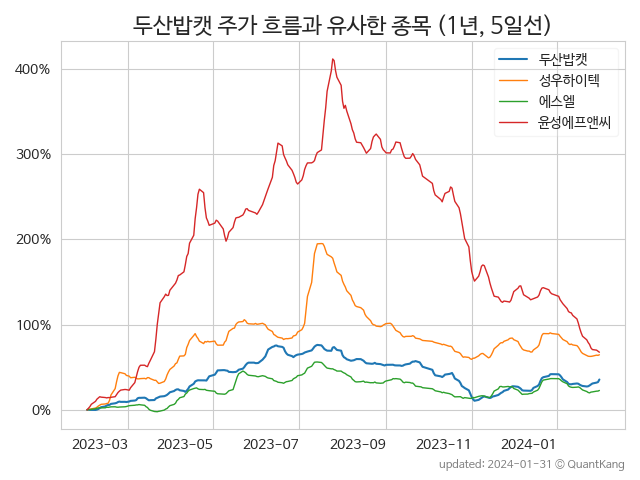 두산밥캣 주가 흐름과 유사한 종목 (1년, 5일선)
두산밥캣
성우하이텍
에스엘
윤성에프앤씨
400%
300%
200%
100%
0%
2023-03 2023-05 2023-07 2023-09 2023-11 2024-01
updated: 2024-01-31 © QuantKang